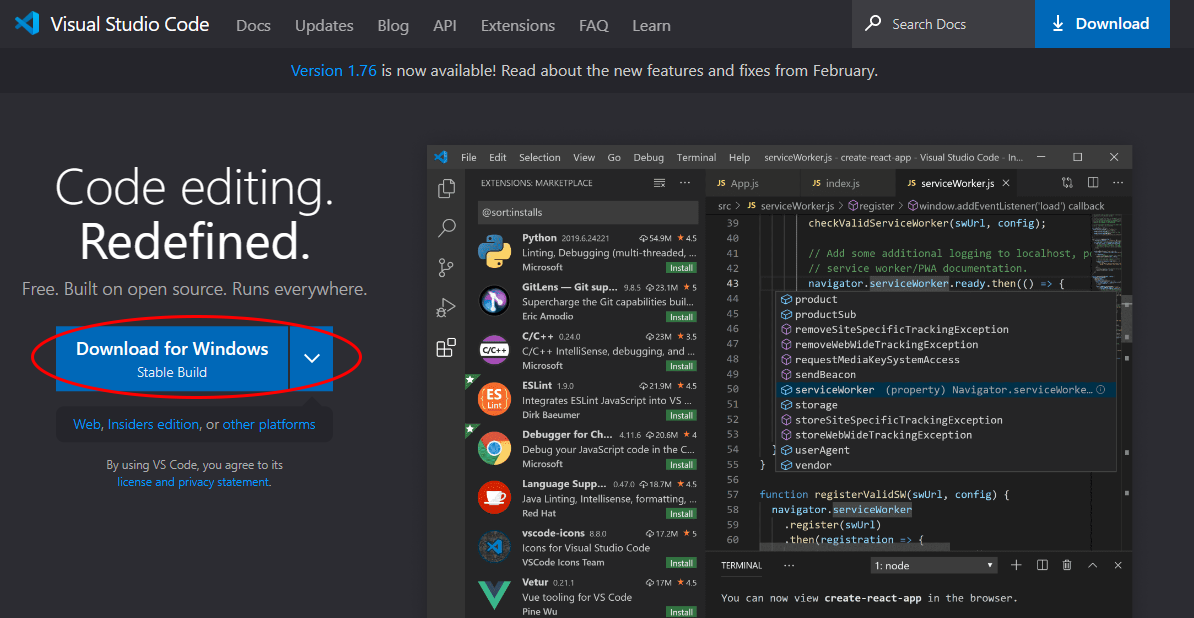 Visual Studio Code Docs Updates Blog API Extensions FAQ Learn Search Docs Download
Version 1.76 is now available! Read about the new features and fixes from February.
Code editing.
Redefined.
Free. Built on open source. Runs everywhere.
Download for Windows
Stable Build
Web, Insiders edition, or other platforms
By using VS Code, you agree to its
license and privacy statement.
File Edit Selection View Go Debug Terminal Help serviceWorker.js - create-react-app - Visual Studio Code - In...
EXTENSIONS: MARKETPLACE
@sort:installs
Python 2019.6.24221 54.9M 4.5
Linting, Debugging (multi-threaded, ...
Microsoft Install
GitLens — Git sup... 9.8.5 23.1M 5
Supercharge the Git capabilities buil...
Eric Amodio Install
C/C++ 0.24.0 23M 3.5
C/C++ IntelliSense, debugging, and ...
Microsoft Install
ESLint 1.9.0 21.9M 4.5
Integrates ESLint JavaScript into VS ...
Dirk Baeumer Install
Debugger for Ch... 4.11.6 20.6M 4
Debug your JavaScript code in the C...
Microsoft Install
Language Supp... 0.47.0 18.7M 4.5
Java Linting, Intellisense, formatting, ...
Red Hat Install
vscode-icons 8.8.0 17.2M 5
Icons for Visual Studio Code
VSCode Icons Team Install
Vetur 0.21.1 17M 4.5
Vue tooling for VS Code
Pine Wu Install
C/C++
ES
Lint
JS App.js JS index.js JS serviceWorker.js
src > JS serviceWorker.js > register > window.addEventListener('load') callback
39 checkValidServiceWorker(swUrl, config);
40
41 // Add some additional logging to localhost, p
42 // service worker/PWA documentation.
43 navigator.serviceWorker.ready.then(() => {
44 product
45 productSub
46 removeSiteSpecificTrackingException
47 removeWebWideTrackingException
48 requestMediaKeySystemAccess
49 sendBeacon
50 serviceWorker (property) Navigator.serviceWorke...
51 storage
52 storeSiteSpecificTrackingException
53 storeWebWideTrackingException
54 } userAgent
55 } vendor
56
57 function registerValidSW(swUrl, config) {
58 navigator.serviceWorker
59 .register(swUrl)
60 .then(registration => {
TERMINAL ... 1: node
You can now view create-react-app in the browser.